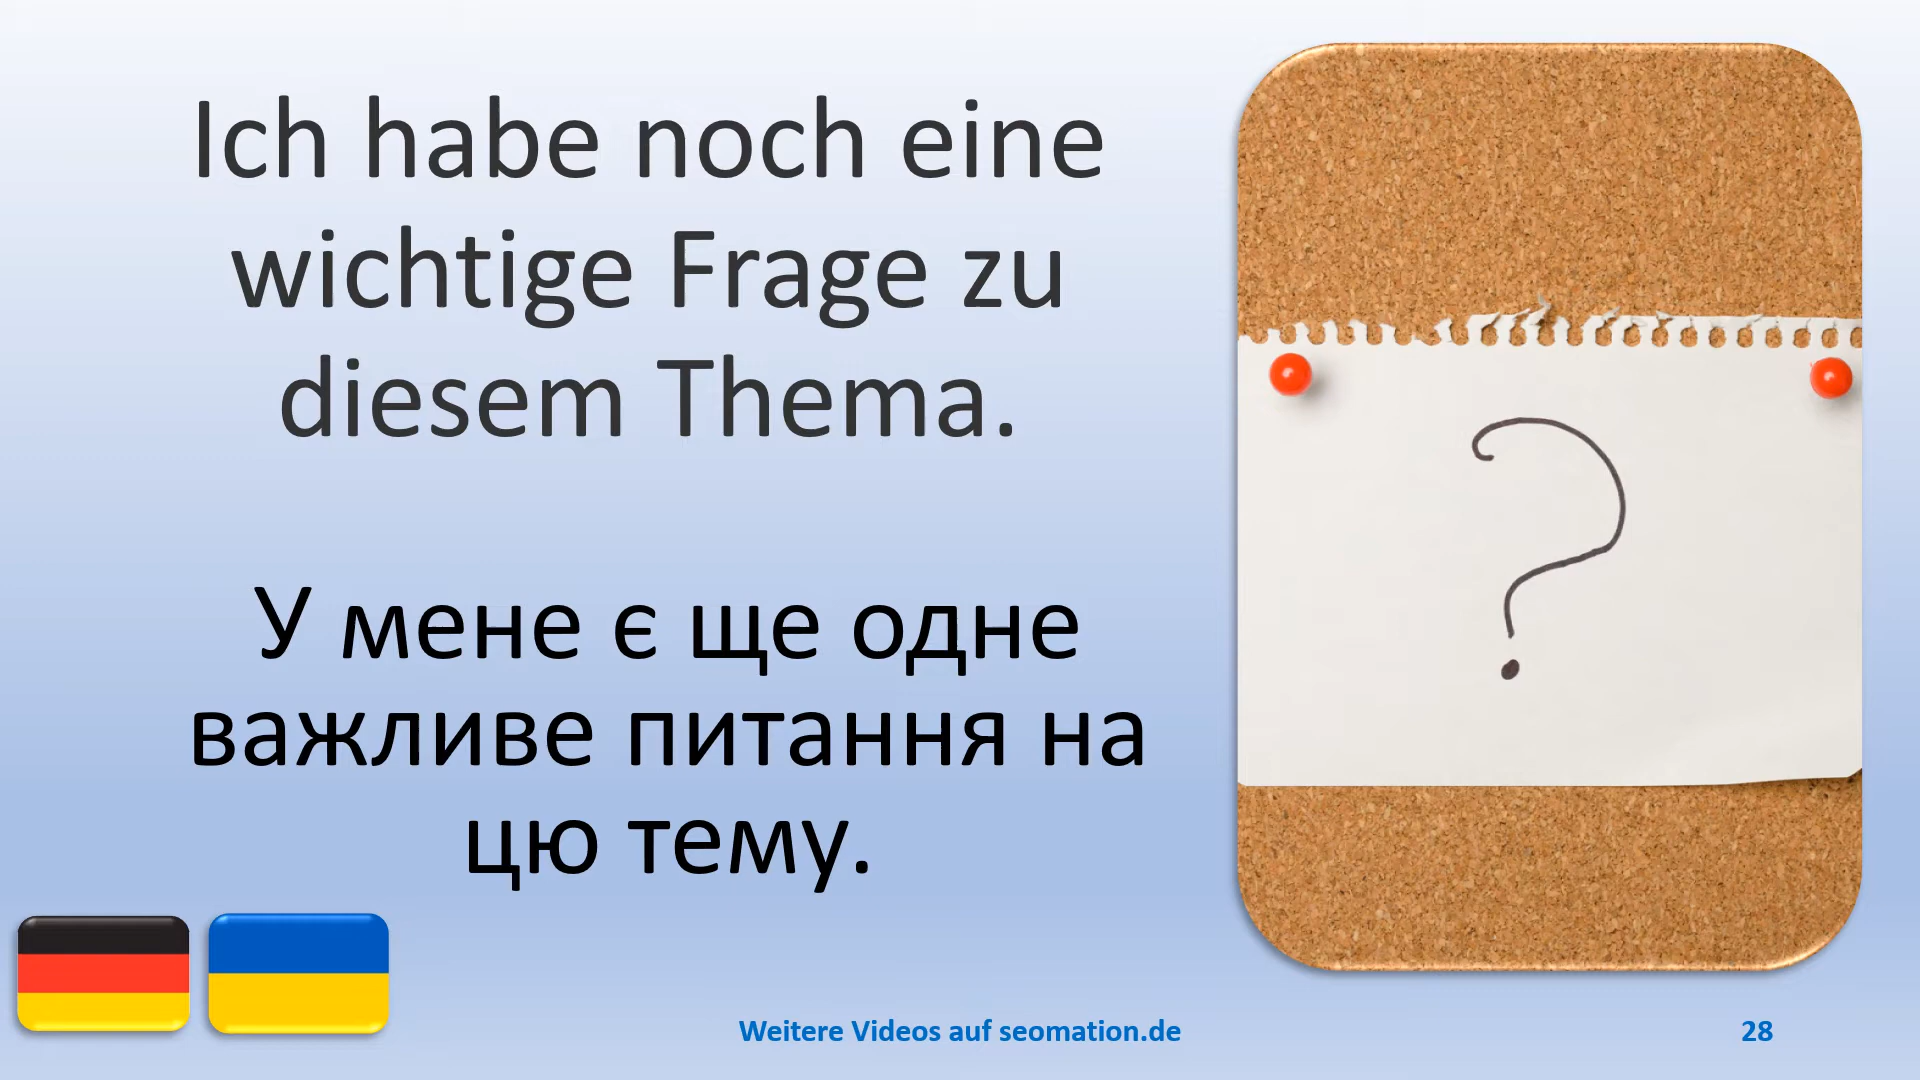 Ich habe noch eine
wichtige Frage zu
diesem Thema.
У мене є ще одне
важливе питання на
цю тему.
?
Weitere Videos auf seomation.de
28